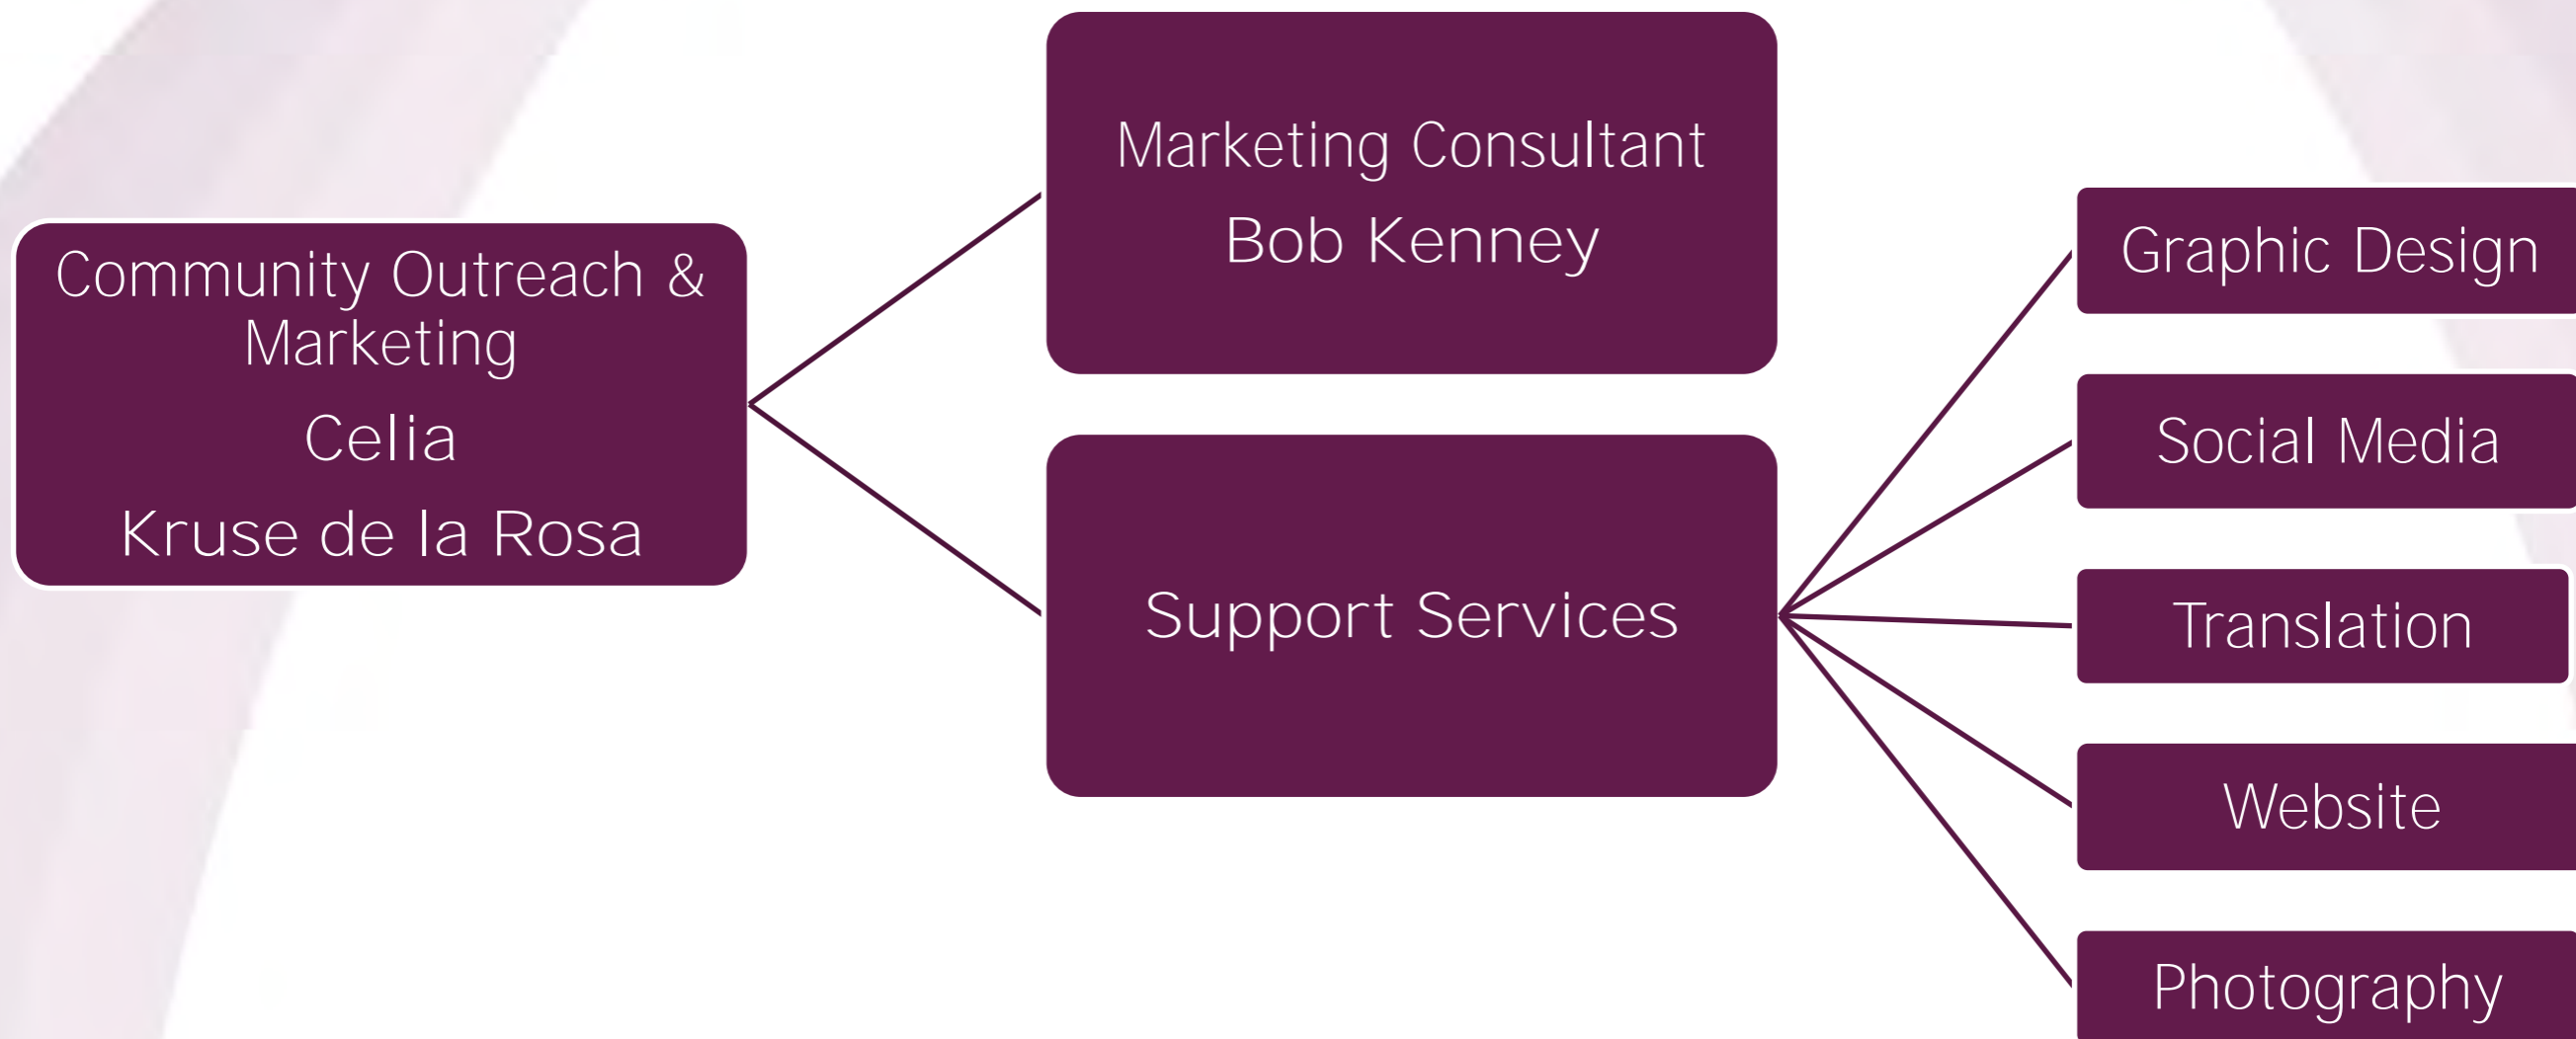 Community Outreach &
Marketing
Celia
Kruse de la Rosa
Marketing Consultant
Bob Kenney
Support Services
Graphic Design
Social Media
Translation
Website
Photography